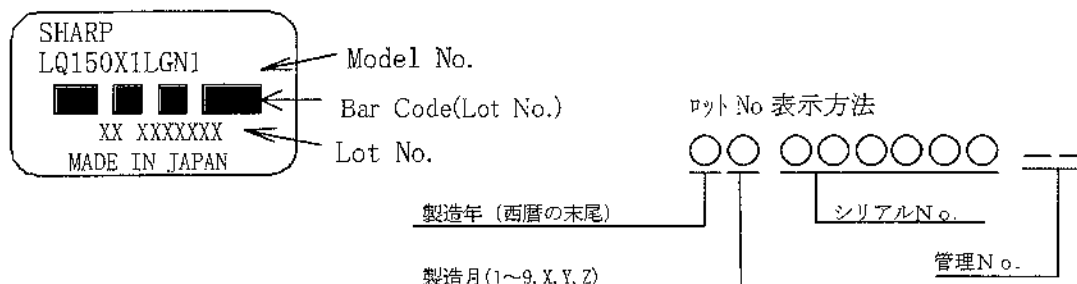 SHARP
LQ150X1LGN1
Model No.
Bar Code(Lot No.)
XX XXXXXXX
Lot No.
MADE IN JAPAN
ロット No 表示方法
○○ ○○○○○○ — —
製造年 (西暦の末尾)
シリアルNo.
管理No.
製造月(1~9, X, Y, Z)